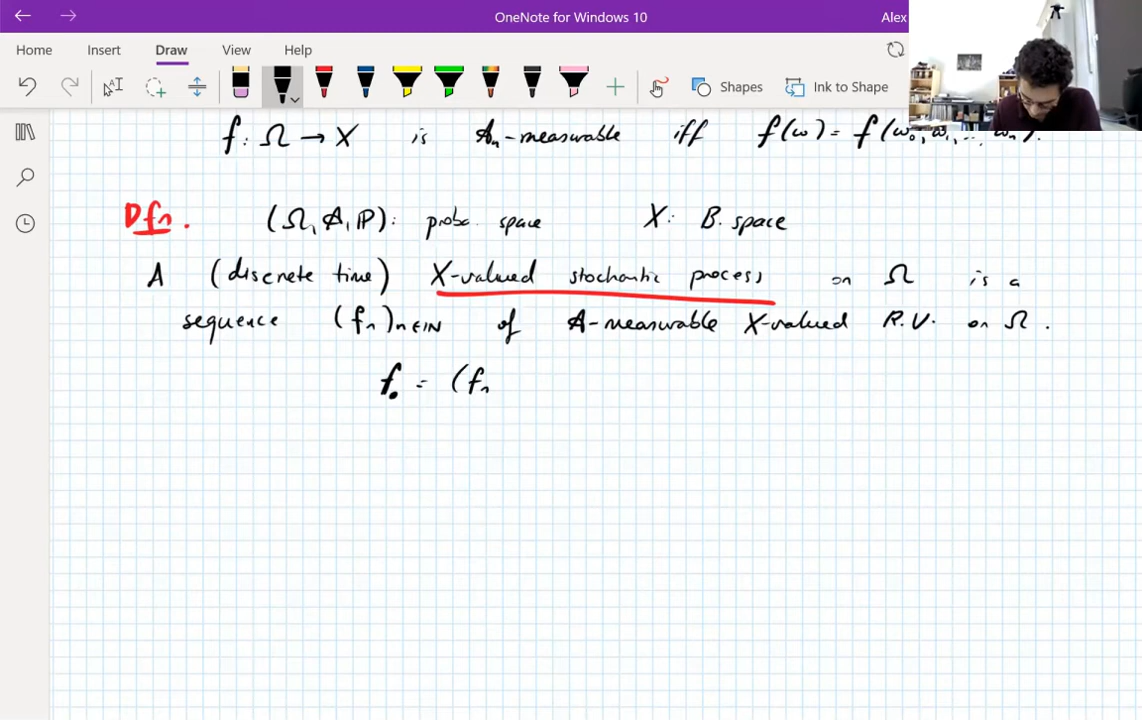 OneNote for Windows 10
Alex
Home Insert Draw View Help
Shapes Ink to Shape
f: Ω → X is Aₙ-measurable iff f(ω) = f(ω₀, ω₁, ..., ωₙ).
Dfn. (Ω, A, P): proba space X: B. space
A (discrete time) X-valued stochastic process on Ω is a
sequence (fₙ)n∈ℕ of A-measurable X-valued R.V. on Ω.
f• = (fₙ